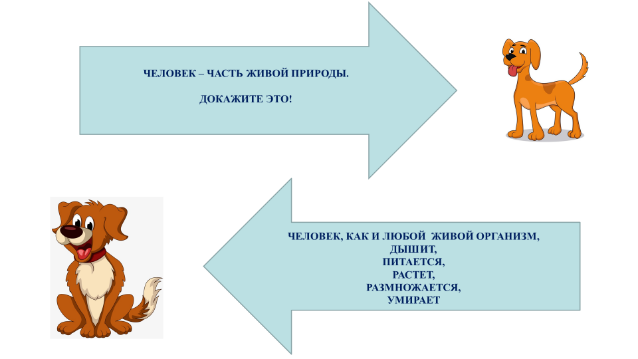 ЧЕЛОВЕК – ЧАСТЬ ЖИВОЙ ПРИРОДЫ.
ДОКАЖИТЕ ЭТО!
ЧЕЛОВЕК, КАК И ЛЮБОЙ ЖИВОЙ ОРГАНИЗМ,
ДЫШИТ,
ПИТАЕТСЯ,
РАСТЕТ,
РАЗМНОЖАЕТСЯ,
УМИРАЕТ